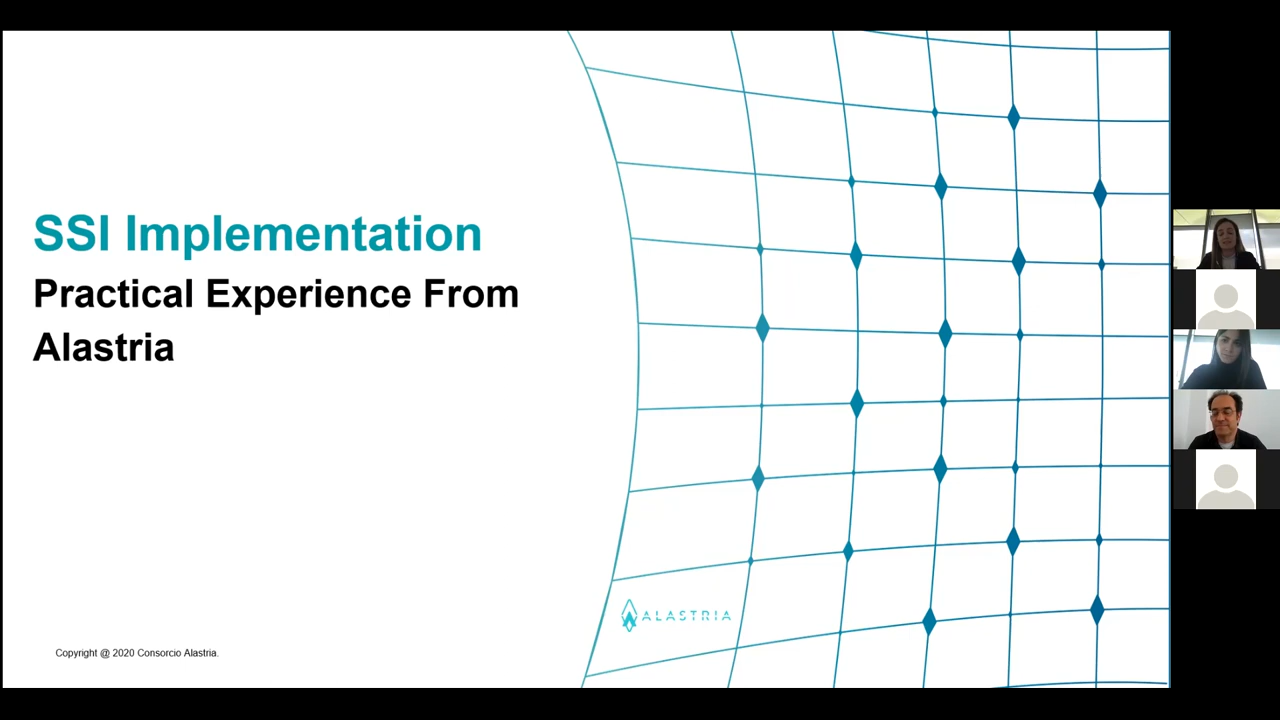 SSI Implementation
Practical Experience From
Alastria
ALASTRIA
Copyright @ 2020 Consorcio Alastria.